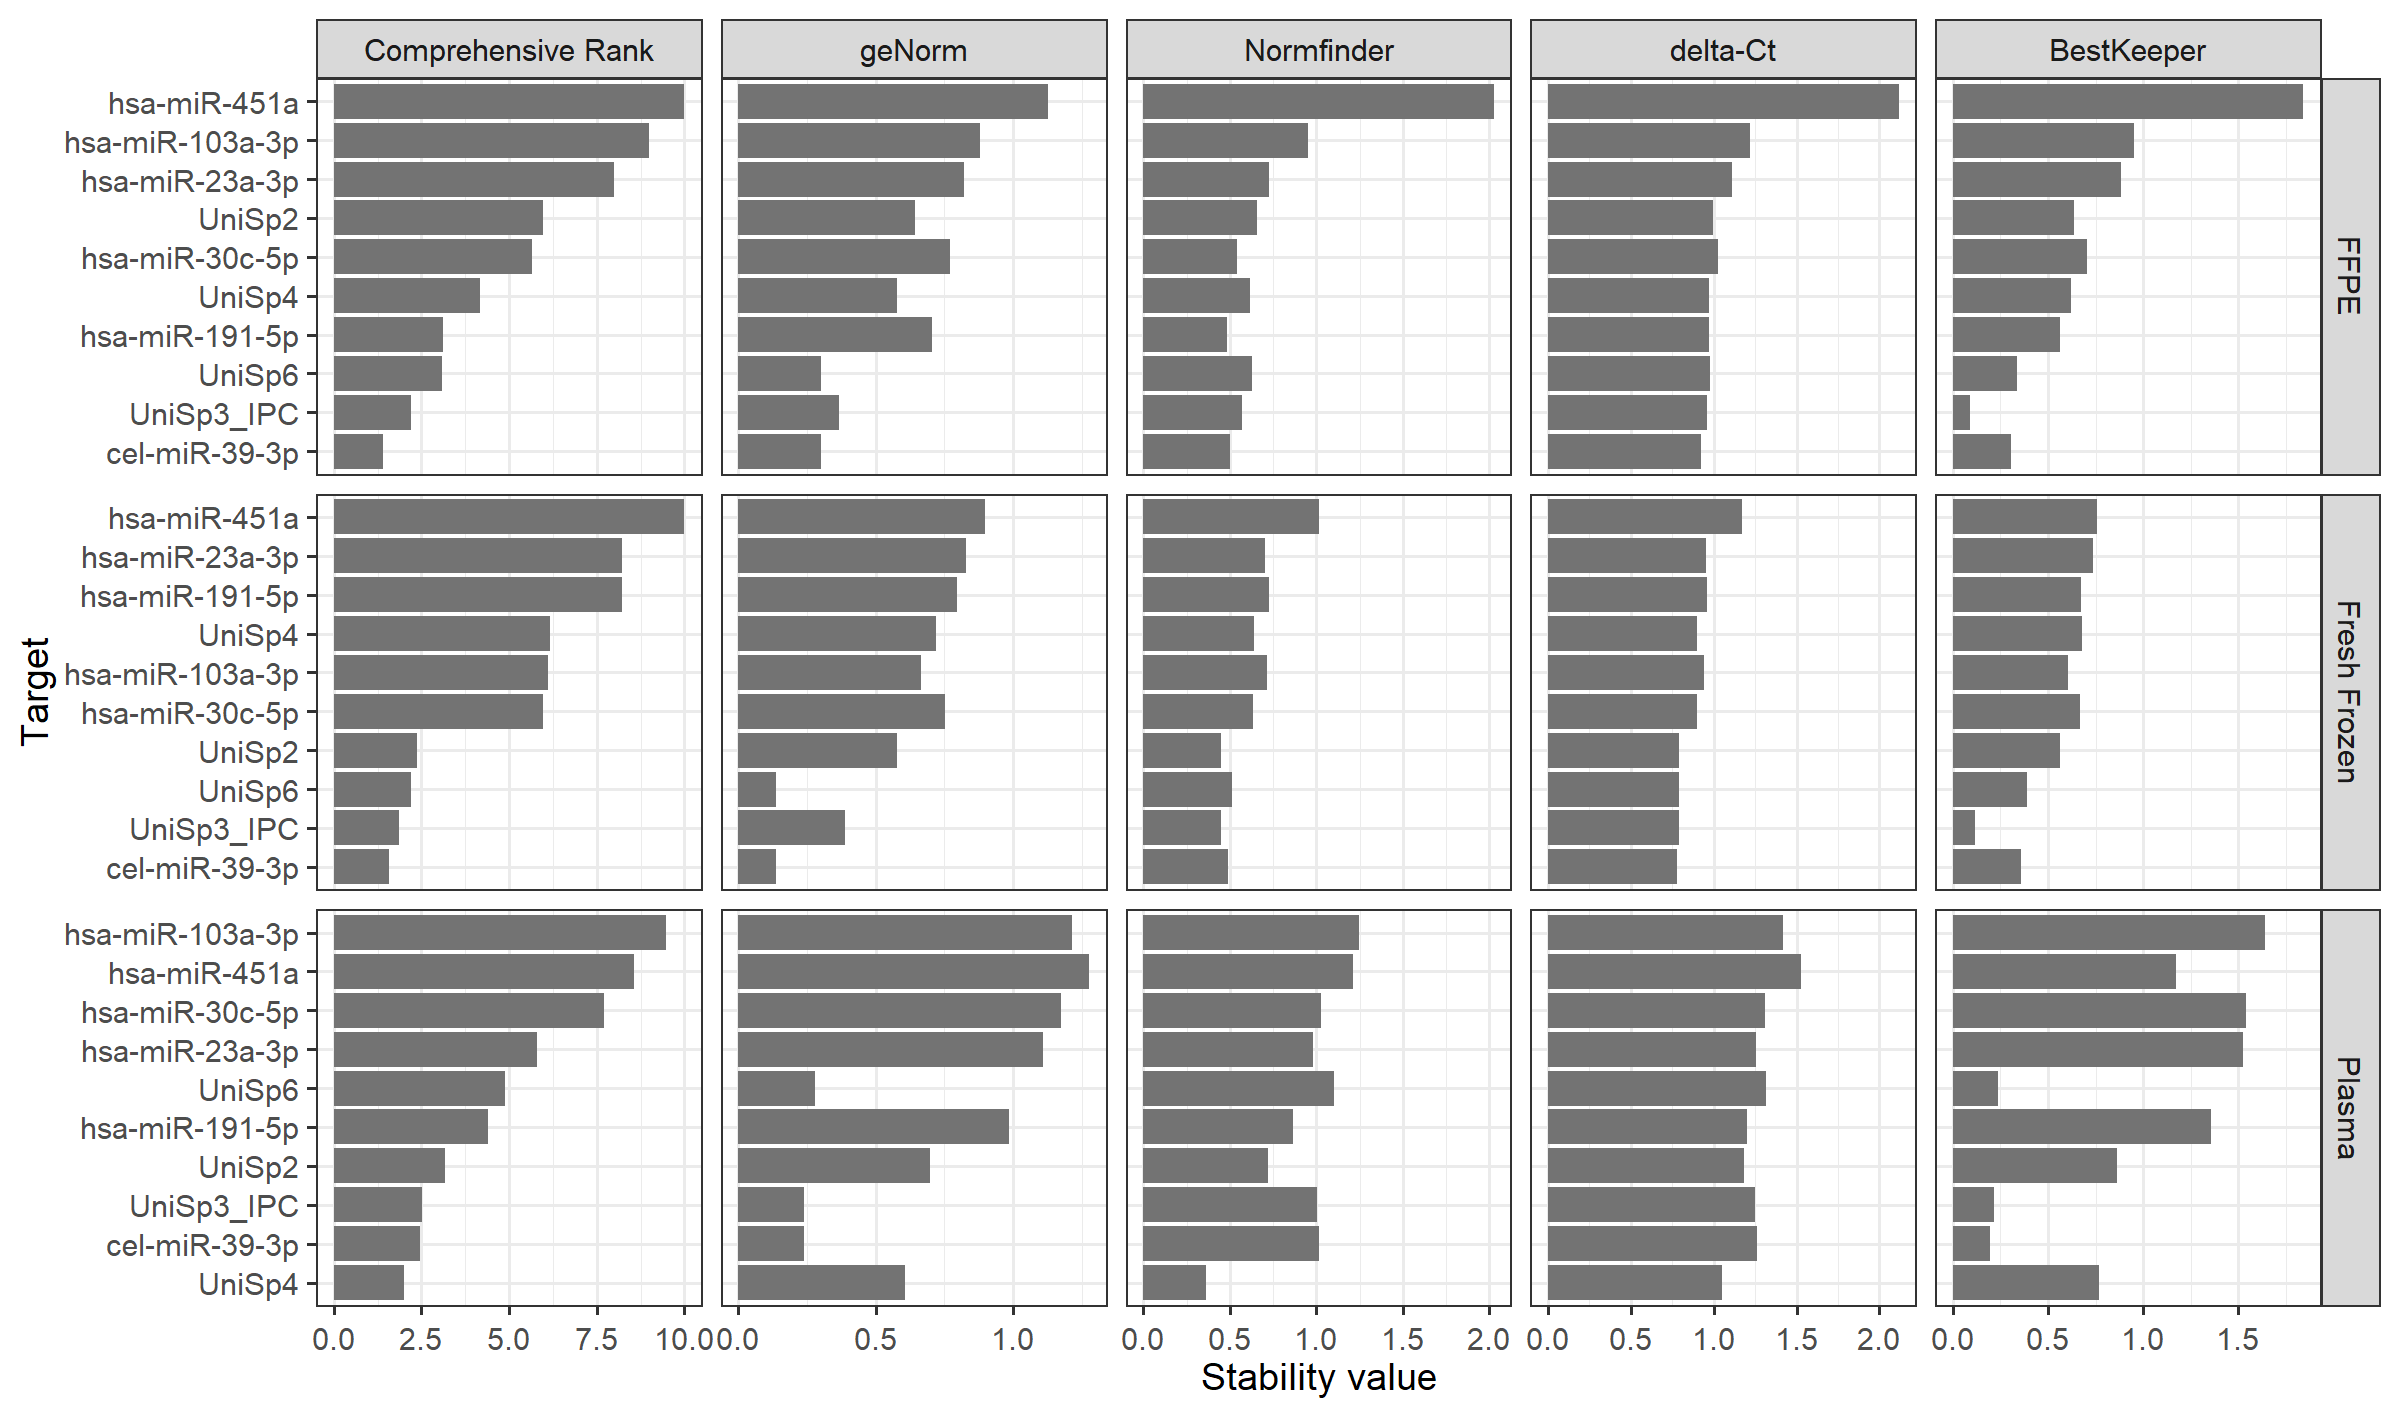 Comprehensive Rank
geNorm
Normfinder
delta-Ct
BestKeeper
hsa-miR-451a
hsa-miR-103a-3p
hsa-miR-23a-3p
UniSp2
hsa-miR-30c-5p
UniSp4
hsa-miR-191-5p
UniSp6
UniSp3_IPC
cel-miR-39-3p
FFPE
hsa-miR-451a
hsa-miR-23a-3p
hsa-miR-191-5p
UniSp4
hsa-miR-103a-3p
hsa-miR-30c-5p
UniSp2
UniSp6
UniSp3_IPC
cel-miR-39-3p
Fresh Frozen
Target
hsa-miR-103a-3p
hsa-miR-451a
hsa-miR-30c-5p
hsa-miR-23a-3p
UniSp6
hsa-miR-191-5p
UniSp2
UniSp3_IPC
cel-miR-39-3p
UniSp4
Plasma
0.0 2.5 5.0 7.5 10.0
0.0 0.5 1.0
0.0 0.5 1.0 1.5 2.0
0.0 0.5 1.0 1.5 2.0
0.0 0.5 1.0 1.5
Stability value